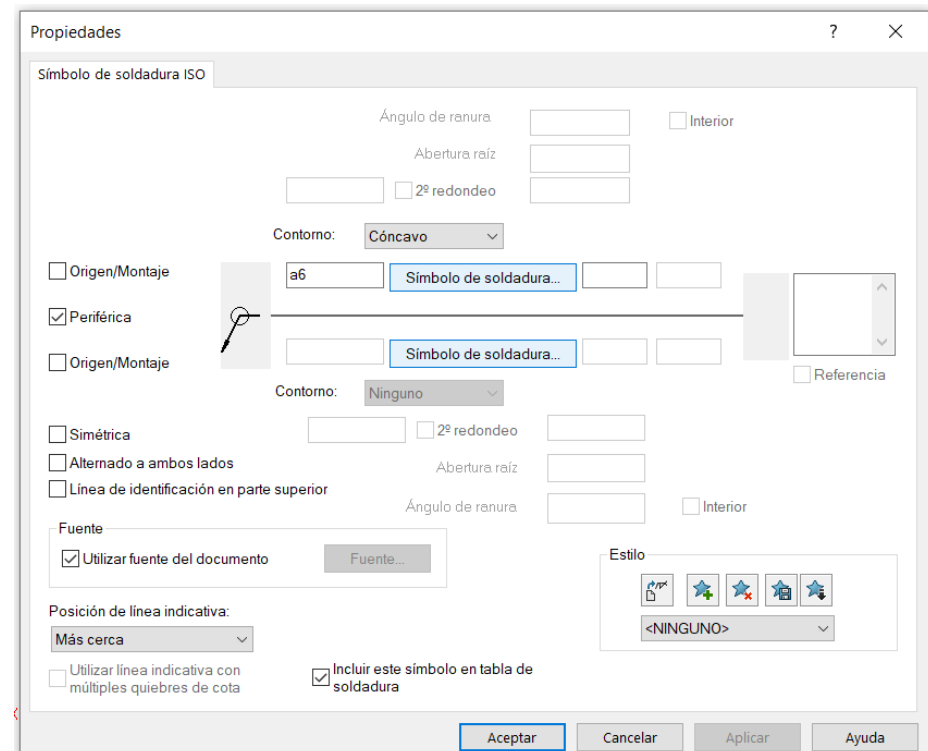 Propiedades
?
Símbolo de soldadura ISO
Ángulo de ranura
Interior
Abertura raíz
2º redondeo
Contorno:
Cóncavo
Origen/Montaje
a6
Símbolo de soldadura...
Periférica
Origen/Montaje
Símbolo de soldadura...
Referencia
Contorno:
Ninguno
Simétrica
2º redondeo
Alternado a ambos lados
Abertura raíz
Línea de identificación en parte superior
Ángulo de ranura
Interior
Fuente
Utilizar fuente del documento
Fuente...
Estilo
<NINGUNO>
Posición de línea indicativa:
Más cerca
Utilizar línea indicativa con
múltiples quiebres de cota
Incluir este símbolo en tabla de
soldadura
Aceptar
Cancelar
Aplicar
Ayuda